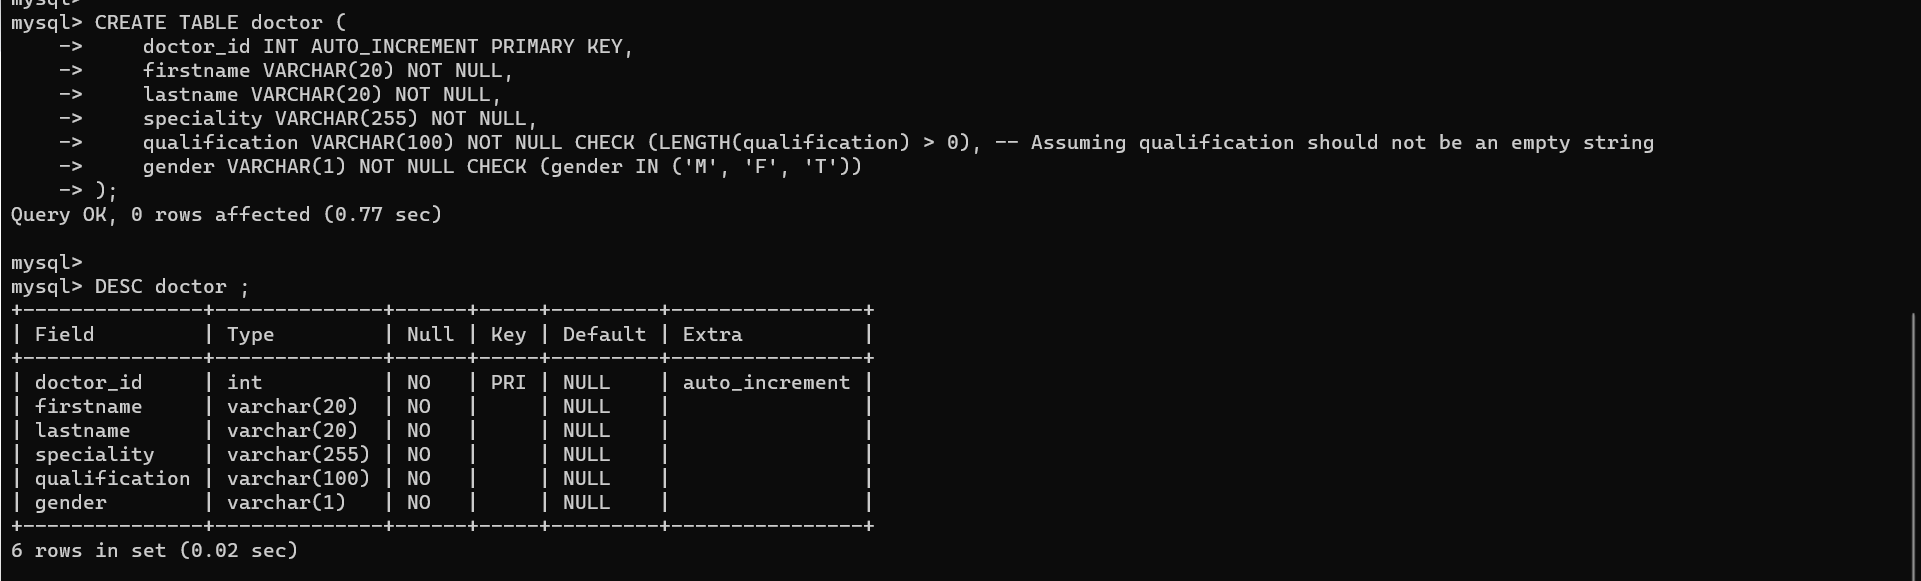 mysql>
mysql> CREATE TABLE doctor (
    ->     doctor_id INT AUTO_INCREMENT PRIMARY KEY,
    ->     firstname VARCHAR(20) NOT NULL,
    ->     lastname VARCHAR(20) NOT NULL,
    ->     speciality VARCHAR(255) NOT NULL,
    ->     qualification VARCHAR(100) NOT NULL CHECK (LENGTH(qualification) > 0), -- Assuming qualification should not be an empty string
    ->     gender VARCHAR(1) NOT NULL CHECK (gender IN ('M', 'F', 'T'))
    -> );
Query OK, 0 rows affected (0.77 sec)

mysql>
mysql> DESC doctor ;
+---------------+--------------+------+-----+---------+----------------+
| Field         | Type         | Null | Key | Default | Extra          |
+---------------+--------------+------+-----+---------+----------------+
| doctor_id     | int          | NO   | PRI | NULL    | auto_increment |
| firstname     | varchar(20)  | NO   |     | NULL    |                |
| lastname      | varchar(20)  | NO   |     | NULL    |                |
| speciality    | varchar(255) | NO   |     | NULL    |                |
| qualification | varchar(100) | NO   |     | NULL    |                |
| gender        | varchar(1)   | NO   |     | NULL    |                |
+---------------+--------------+------+-----+---------+----------------+
6 rows in set (0.02 sec)